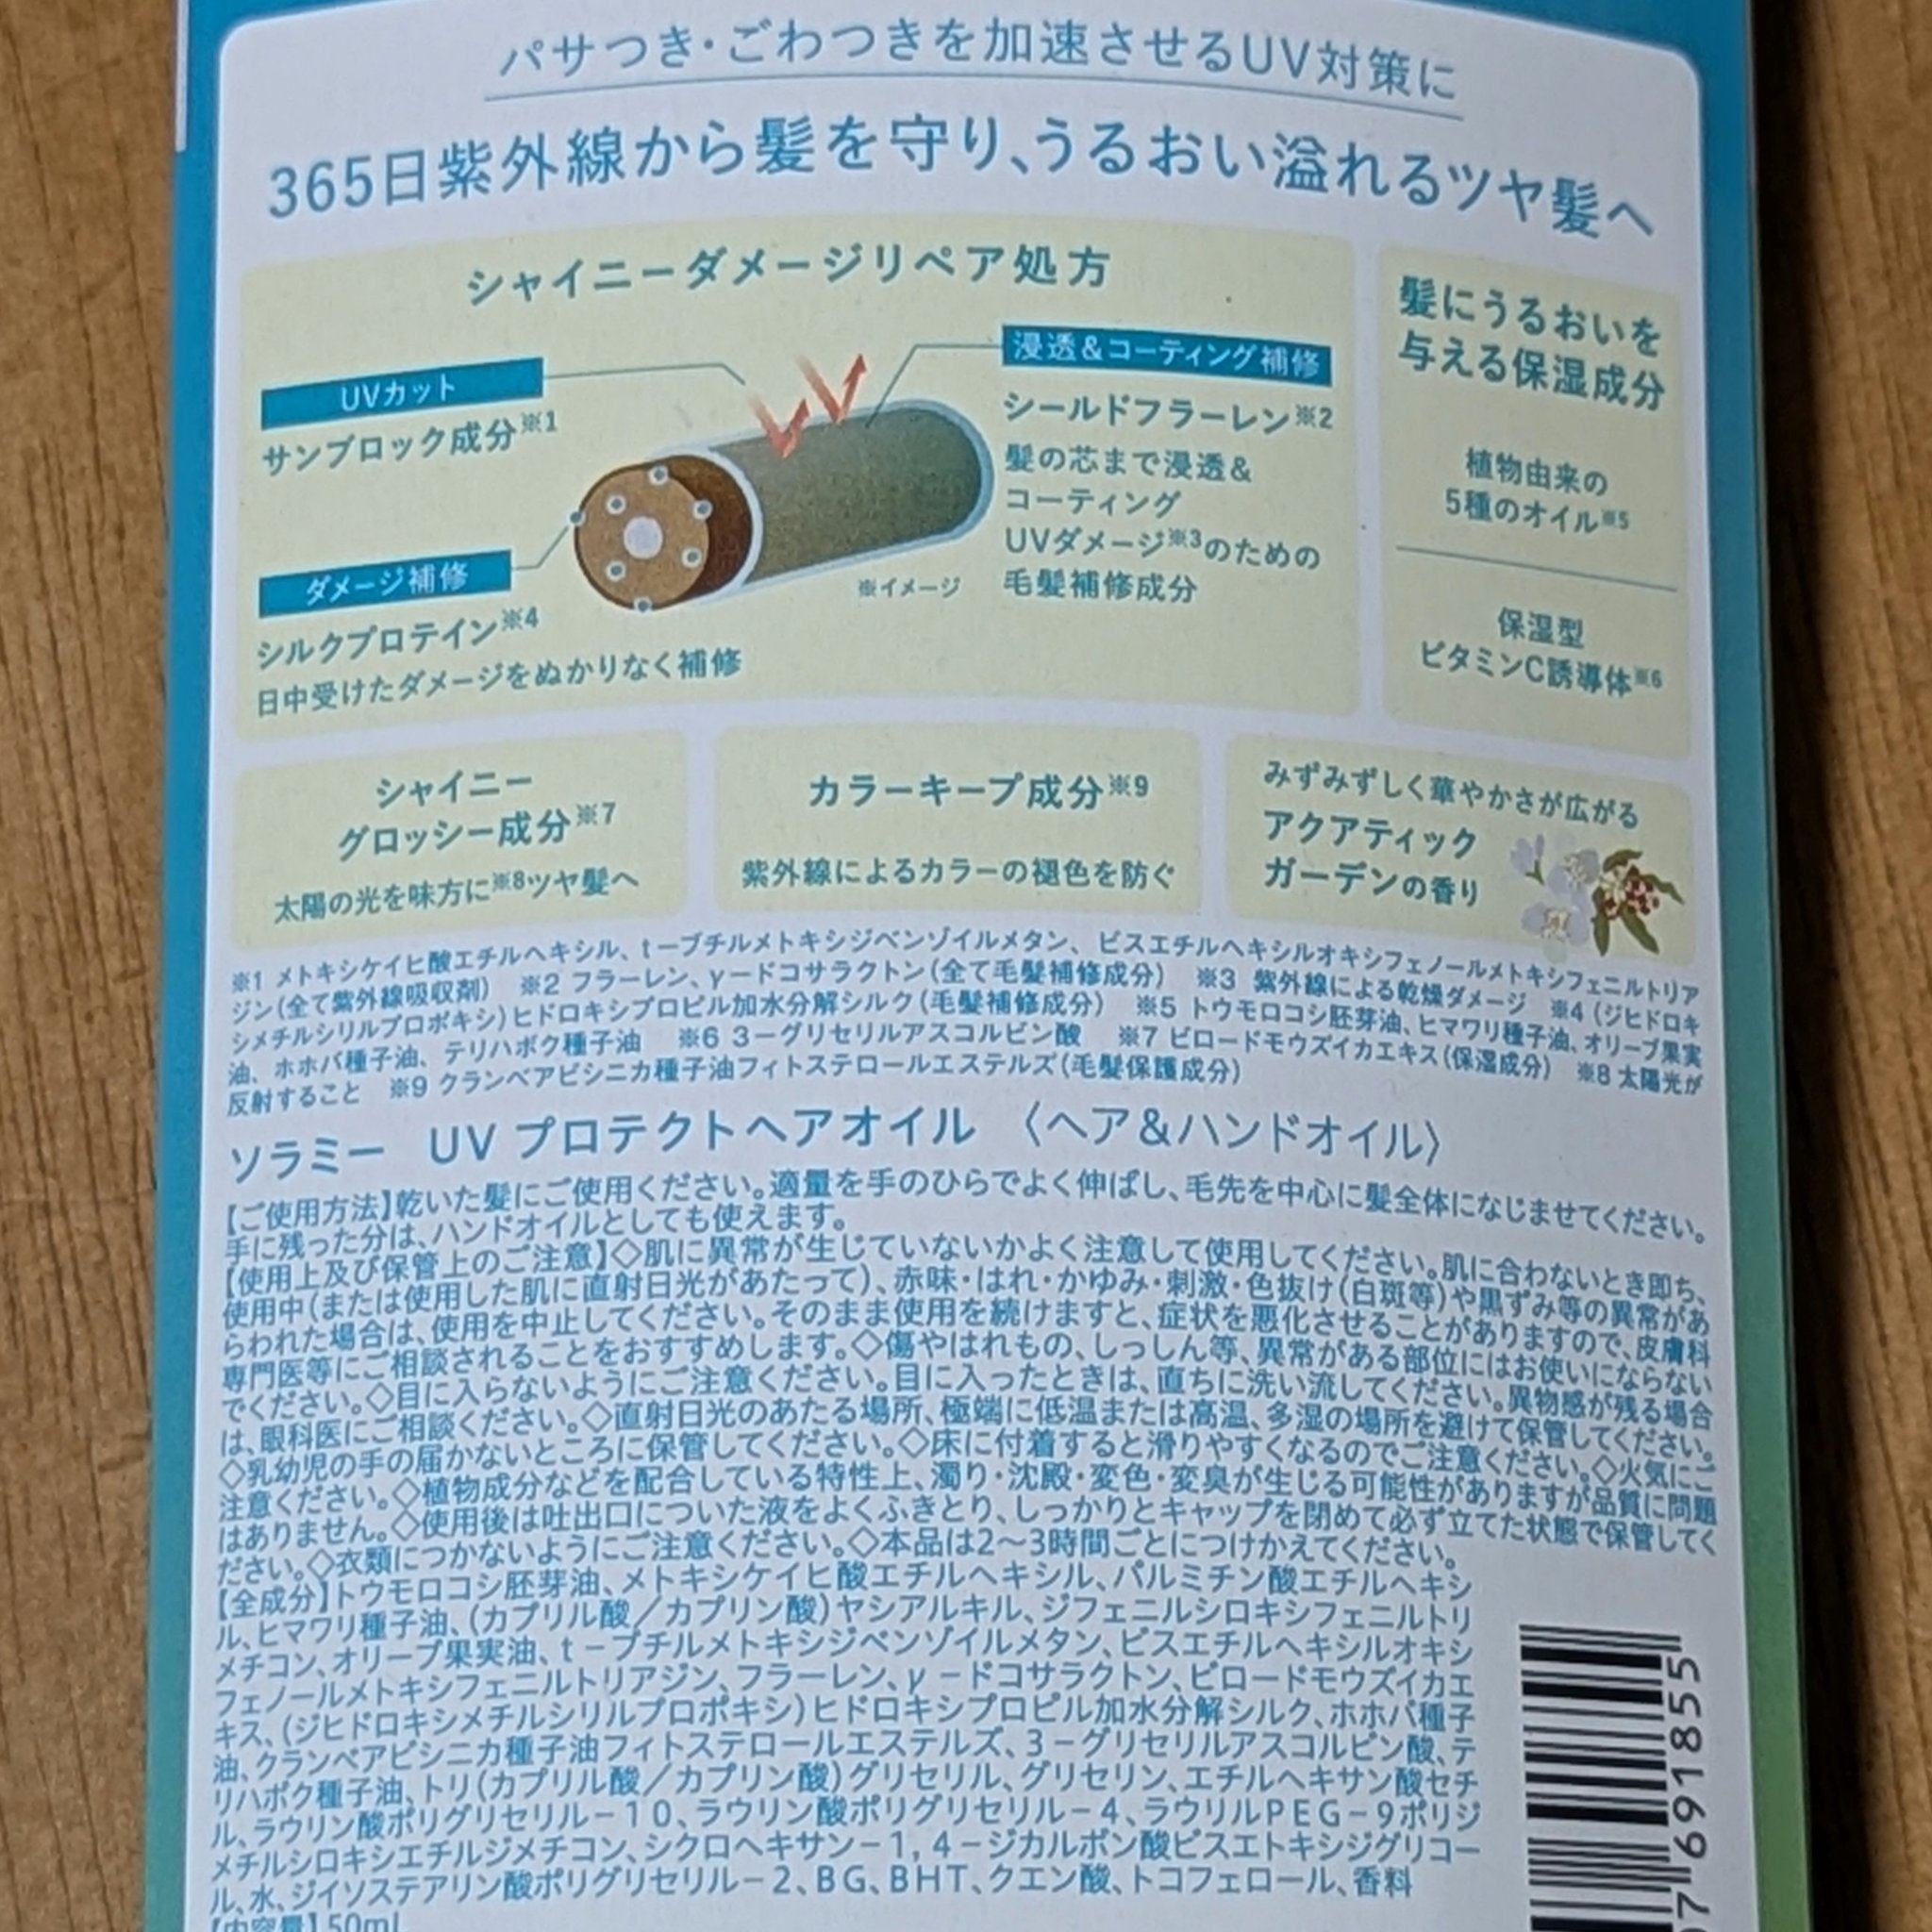 パサつき・ごわつきを加速させるUV対策に
365日紫外線から髪を守り、うるおい溢れるツヤ髪へ
シャイニーダメージリペア処方
UVカット
サンブロック成分※1
ダメージ補修
シルクプロテイン※4
日中受けたダメージをぬかりなく補修
浸透&コーティング補修
シールドフラーレン※2
髪の芯まで浸透&
コーティング
UVダメージ※3のための
毛髪補修成分
※イメージ
髪にうるおいを
与える保湿成分
植物由来の
5種のオイル※5
保湿型
ビタミンC誘導体※6
シャイニー
グロッシー成分※7
太陽の光を味方に※8ツヤ髪へ
カラーキープ成分※9
紫外線によるカラーの褪色を防ぐ
みずみずしく華やかさが広がる
アクアティック
ガーデンの香り
※1 メトキシケイヒ酸エチルヘキシル、t-ブチルメトキシジベンゾイルメタン、ビスエチルヘキシルオキシフェノールメトキシフェニルトリア
ジン(全て紫外線吸収剤) ※2 フラーレン、γ-ドコサラクトン(全て毛髪補修成分) ※3 紫外線による乾燥ダメージ ※4 (ジヒドロキ
シメチルシリルプロポキシ)ヒドロキシプロピル加水分解シルク(毛髪補修成分) ※5 トウモロコシ胚芽油、ヒマワリ種子油、オリーブ果実
油、ホホバ種子油、テリハボク種子油 ※6 3-グリセリルアスコルビン酸 ※7 ビロードモウズイカエキス(保湿成分) ※8 太陽光が
反射すること ※9 クランベアビシニカ種子油フィトステロールエステルズ(毛髪保護成分)
ソラミー UVプロテクトヘアオイル 〈ヘア&ハンドオイル〉
【ご使用方法】乾いた髪にご使用ください。適量を手のひらでよく伸ばし、毛先を中心に髪全体になじませてください。
手に残った分は、ハンドオイルとしても使えます。
【使用上及び保管上のご注意】◇肌に異常が生じていないかよく注意して使用してください。肌に合わないとき即ち、
使用中(または使用した肌に直射日光があたって)、赤味・はれ・かゆみ・刺激・色抜け(白斑等)や黒ずみ等の異常があ
らわれた場合は、使用を中止してください。そのまま使用を続けますと、症状を悪化させることがありますので、皮膚科
専門医等にご相談されることをおすすめします。◇傷やはれもの、しっしん等、異常がある部位にはお使いにならない
でください。◇目に入らないようにご注意ください。目に入ったときは、直ちに洗い流してください。異物感が残る場合
は、眼科医にご相談ください。◇直射日光のあたる場所、極端に低温または高温、多湿の場所を避けて保管してください。
◇乳幼児の手の届かないところに保管してください。◇床に付着すると滑りやすくなるのでご注意ください。◇火気にご
注意ください。◇植物成分などを配合している特性上、濁り・沈殿・変色・変臭が生じる可能性がありますが品質に問題
はありません。◇使用後は吐出口についた液をよくふきとり、しっかりとキャップを閉めて必ず立てた状態で保管してく
ださい。◇衣類につかないようにご注意ください。◇本品は2〜3時間ごとにつけかえてください。
【全成分】トウモロコシ胚芽油、メトキシケイヒ酸エチルヘキシル、パルミチン酸エチルヘキシ
ル、ヒマワリ種子油、(カプリル酸/カプリン酸)ヤシアルキル、ジフェニルシロキシフェニルトリ
メチコン、オリーブ果実油、t-ブチルメトキシジベンゾイルメタン、ビスエチルヘキシルオキシ
フェノールメトキシフェニルトリアジン、フラーレン、γ-ドコサラクトン、ビロードモウズイカエ
キス、(ジヒドロキシメチルシリルプロポキシ)ヒドロキシプロピル加水分解シルク、ホホバ種子
油、クランベアビシニカ種子油フィトステロールエステルズ、3-グリセリルアスコルビン酸、テ
リハボク種子油、トリ(カプリル酸/カプリン酸)グリセリル、グリセリン、エチルヘキサン酸セチ
ル、ラウリン酸ポリグリセリル-10、ラウリン酸ポリグリセリル-4、ラウリルPEG-9ポリジ
メチルシロキシエチルジメチコン、シクロヘキサン-1,4-ジカルボン酸ビスエトキシジグリコー
ル、水、ジイソステアリン酸ポリグリセリル-2、BG、BHT、クエン酸、トコフェロール、香料
【内容量】50mL
7 691855